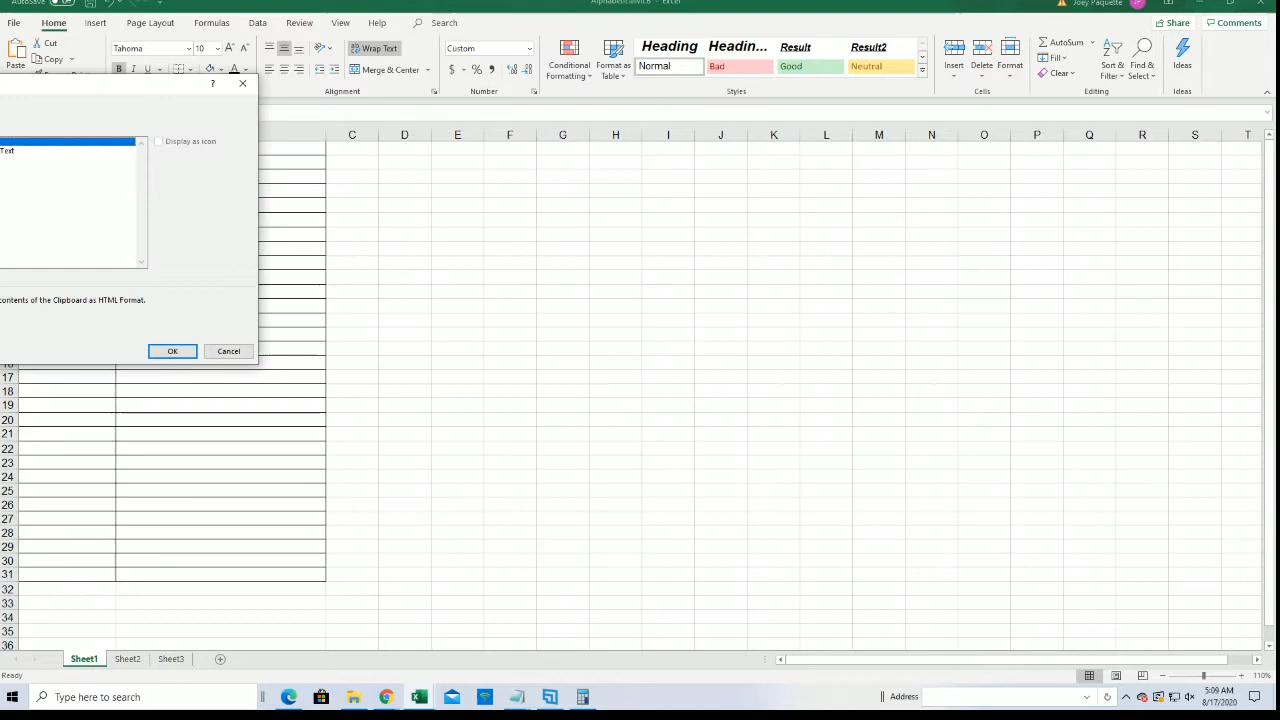 AutoSave AlphabeticalMLB - Excel Joey Paquette
File Home Insert Page Layout Formulas Data Review View Help Search Share Comments
Cut Tahoma 10 A A Wrap Text Custom Heading Headin... Result Result2 AutoSum
Paste Copy B I U A Merge & Center $ % Conditional Formatting Format as Table Normal Bad Good Neutral Insert Delete Format Fill Clear Sort & Filter Find & Select Ideas
Alignment Number Styles Cells Editing Ideas
? 
C D E F G H I J K L M N O P Q R S T
Display as icon
Text
contents of the Clipboard as HTML Format.
OK Cancel
17
18
19
20
21
22
23
24
25
26
27
28
29
30
31
32
33
34
35
36
Sheet1 Sheet2 Sheet3
Ready 110%
Type here to search Address 5:09 AM
8/17/2020